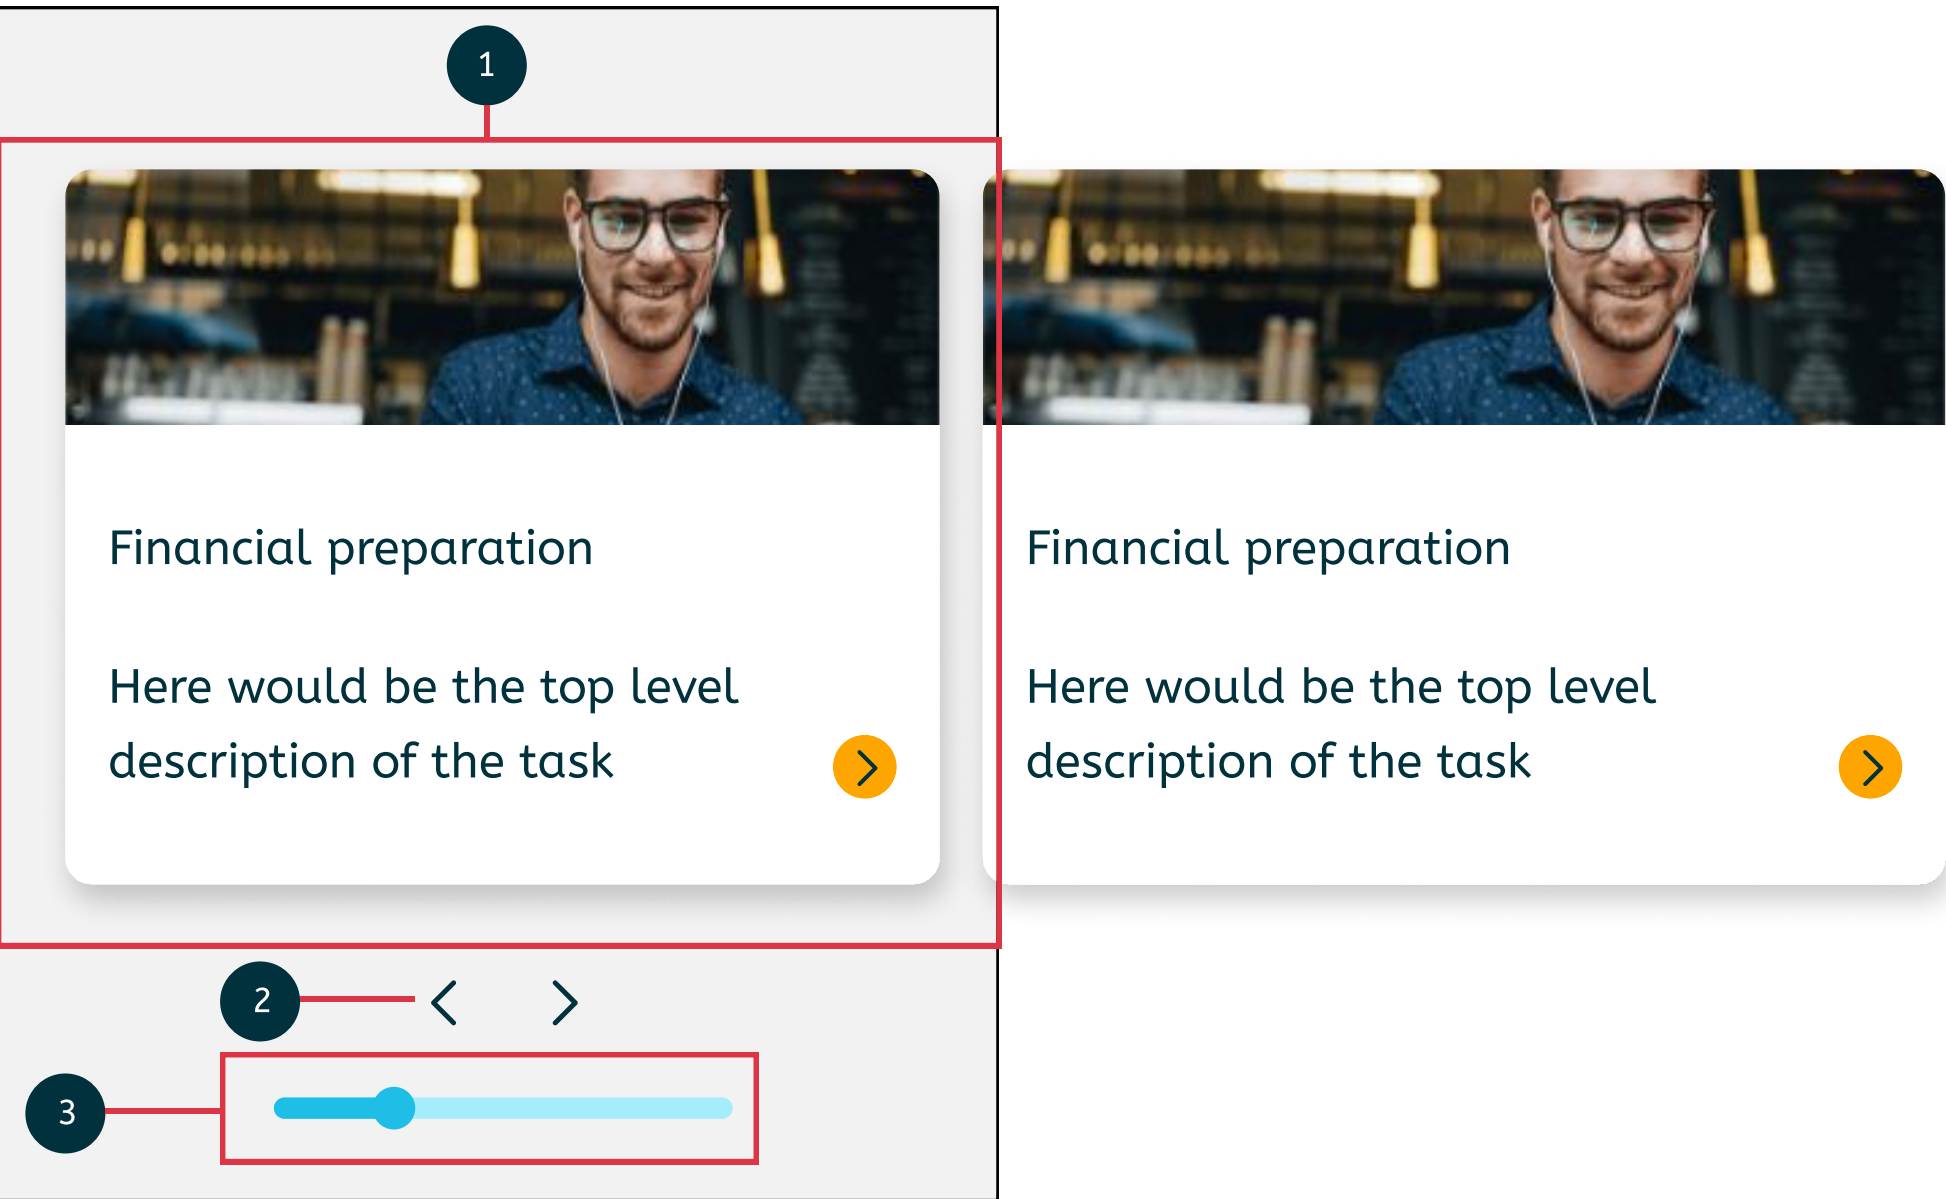 1
Financial preparation
Here would be the top level
description of the task
Financial preparation
Here would be the top level
description of the task
2
3